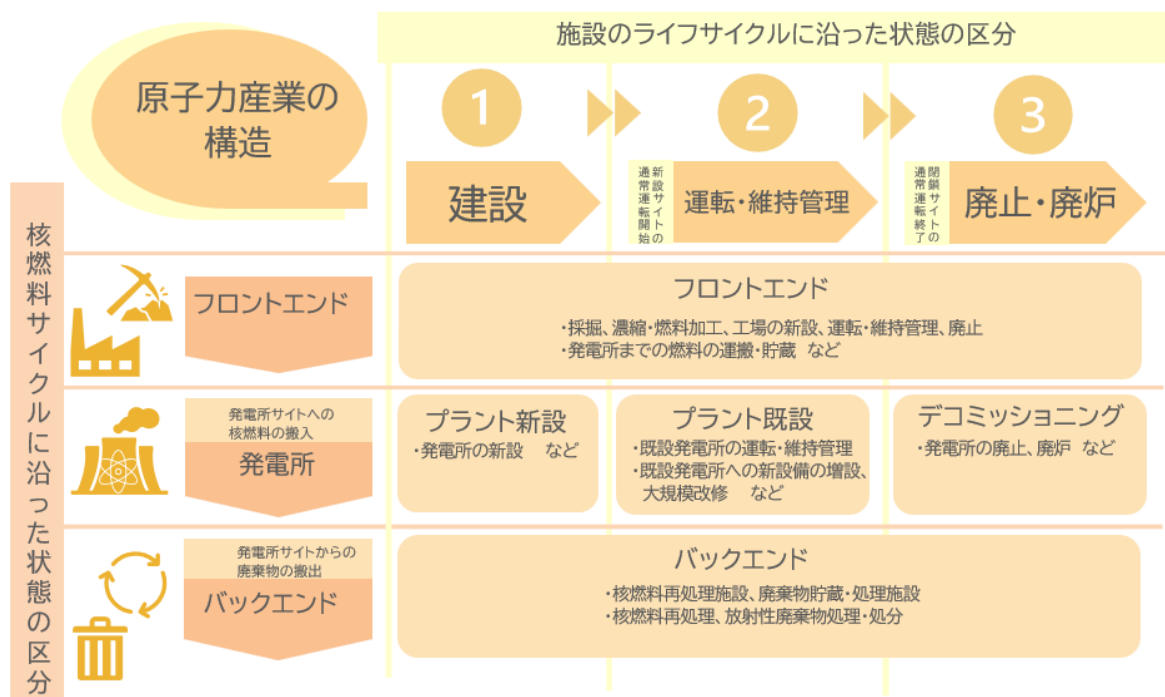 施設のライフサイクルに沿った状態の区分
原子力産業の
構造
1
2
3
建設
新設サイトの
通常運転開始
運転・維持管理
閉鎖サイトの
通常運転終了
廃止・廃炉
核燃料サイクルに沿った状態の区分
フロントエンド
フロントエンド
・採掘、濃縮・燃料加工、工場の新設、運転・維持管理、廃止
・発電所までの燃料の運搬・貯蔵 など
発電所サイトへの
核燃料の搬入
発電所
プラント新設
・発電所の新設 など
プラント既設
・既設発電所の運転・維持管理
・既設発電所への新設備の増設、
大規模改修 など
デコミッショニング
・発電所の廃止、廃炉 など
発電所サイトからの
廃棄物の搬出
バックエンド
バックエンド
・核燃料再処理施設、廃棄物貯蔵・処理施設
・核燃料再処理、放射性廃棄物処理・処分